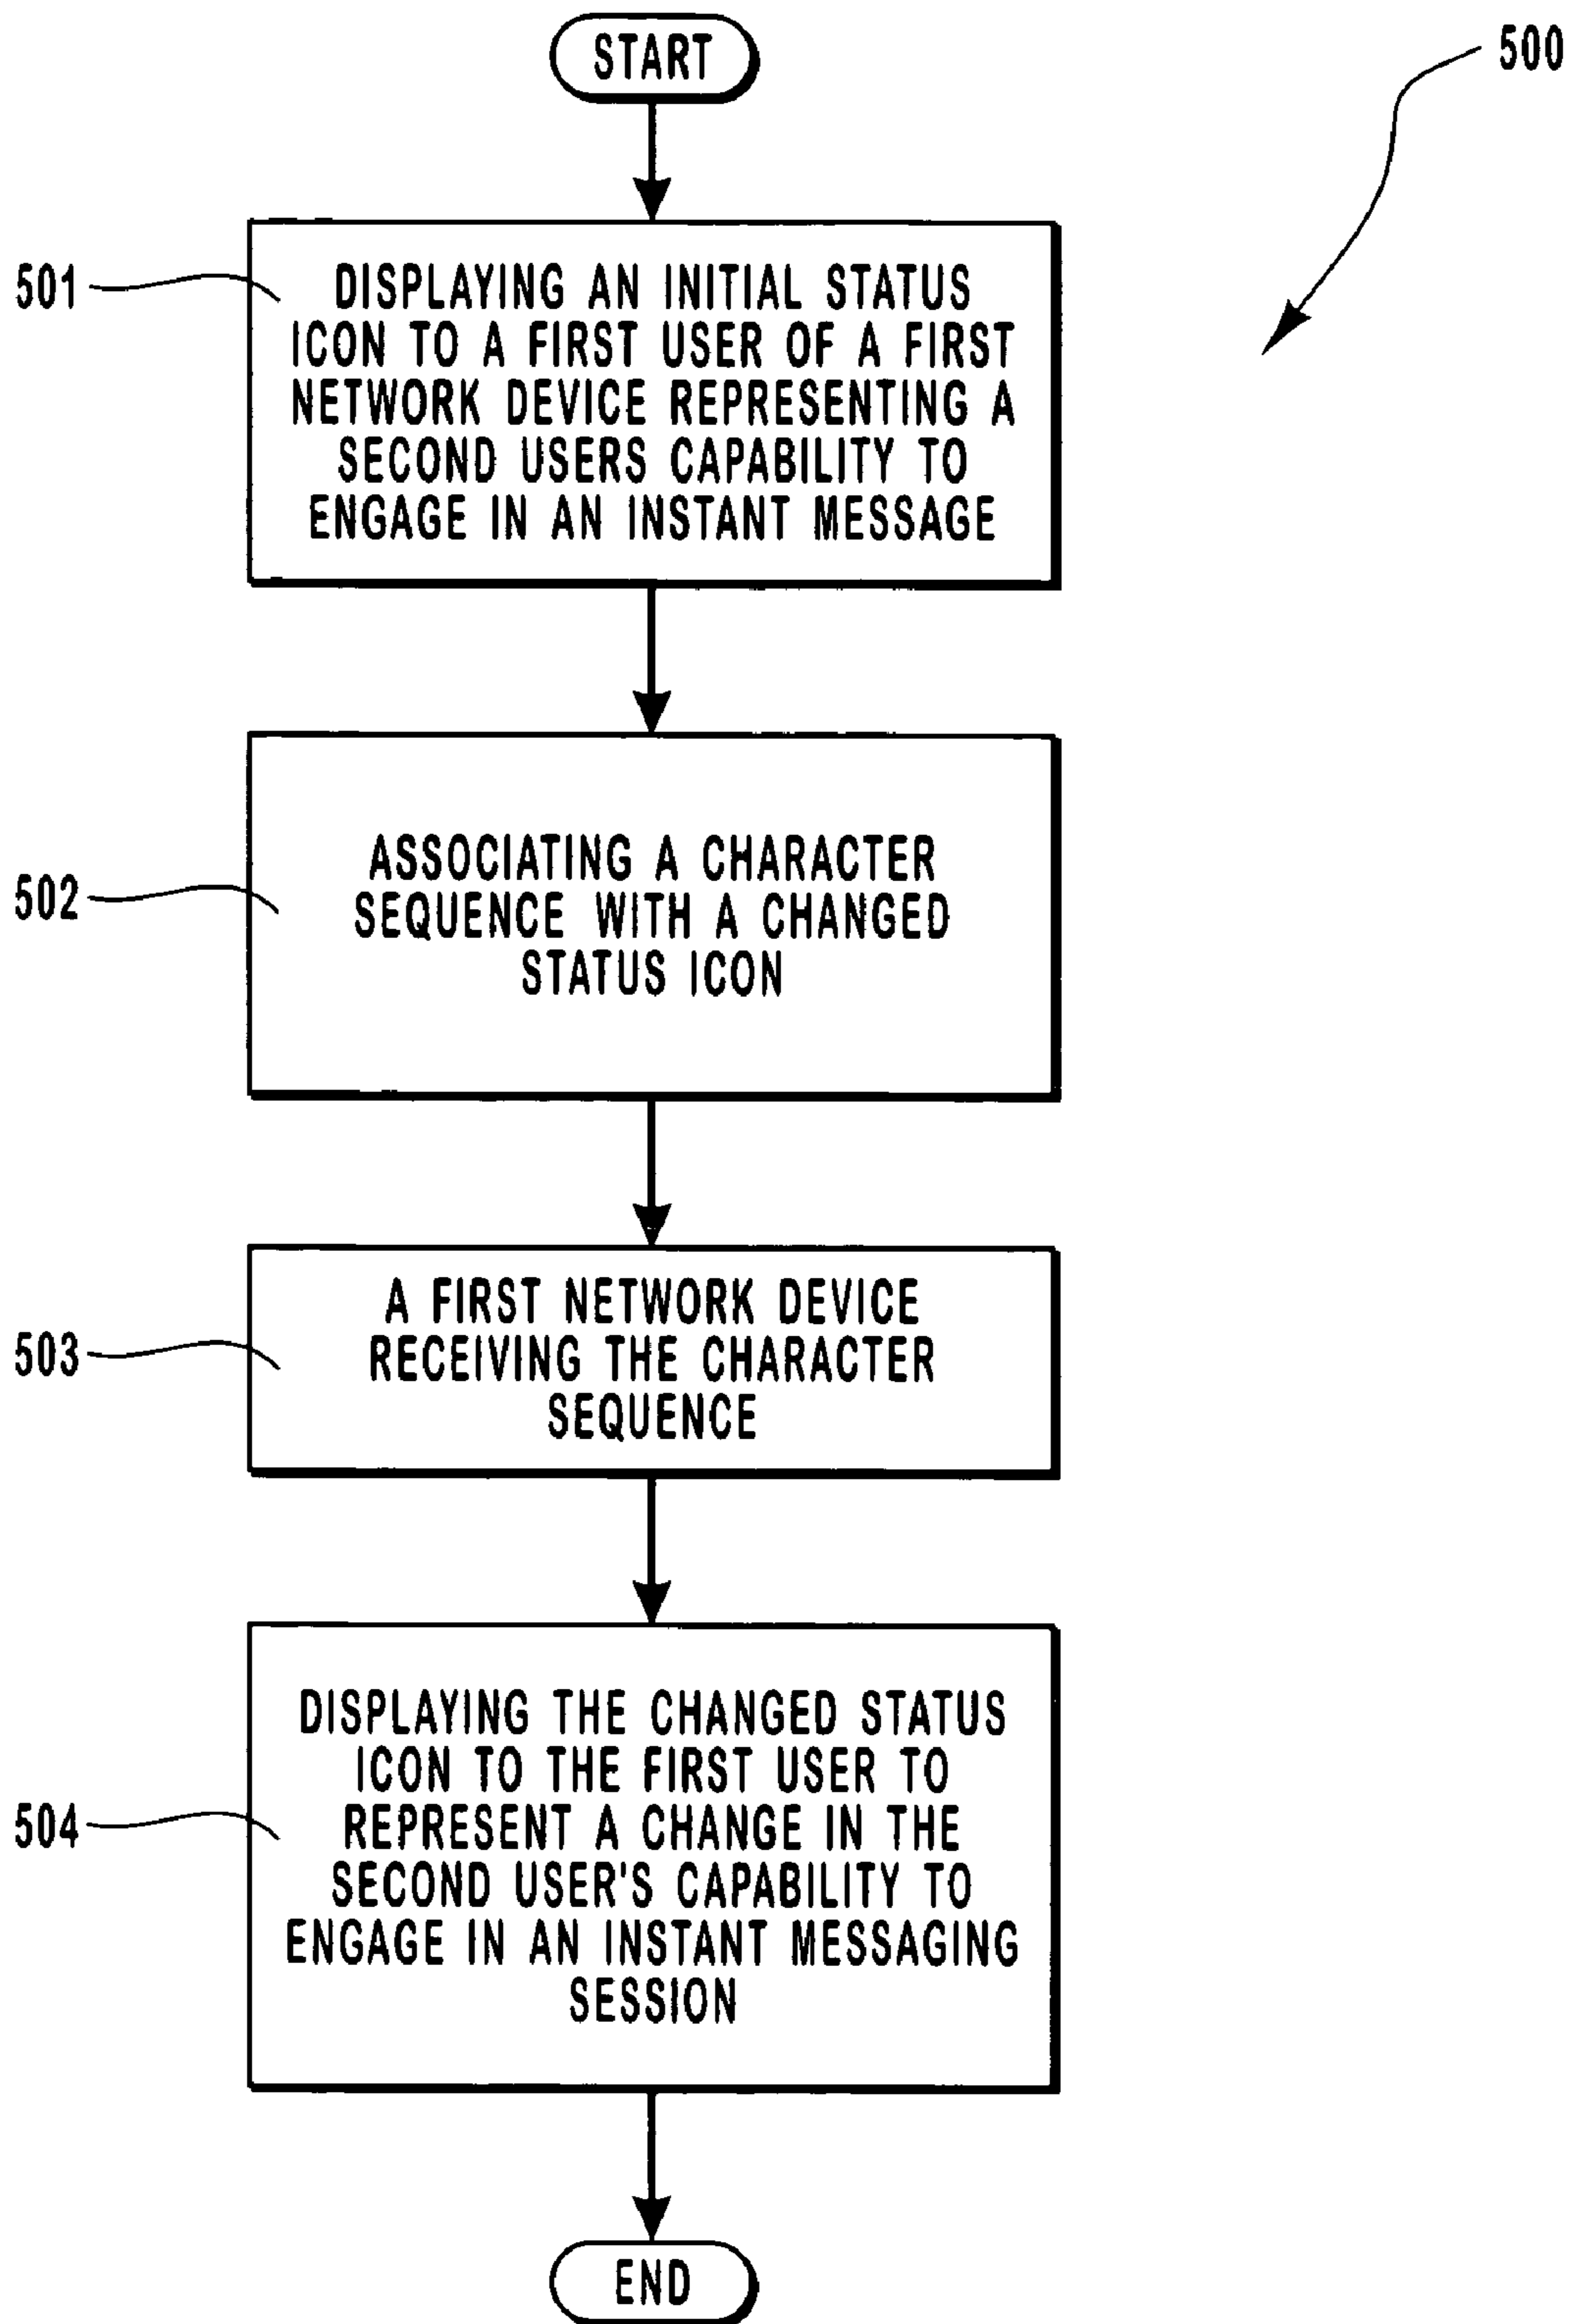 START
500
501
DISPLAYING AN INITIAL STATUS
ICON TO A FIRST USER OF A FIRST
NETWORK DEVICE REPRESENTING A
SECOND USERS CAPABILITY TO
ENGAGE IN AN INSTANT MESSAGE
502
ASSOCIATING A CHARACTER
SEQUENCE WITH A CHANGED
STATUS ICON
503
A FIRST NETWORK DEVICE
RECEIVING THE CHARACTER
SEQUENCE
504
DISPLAYING THE CHANGED STATUS
ICON TO THE FIRST USER TO
REPRESENT A CHANGE IN THE
SECOND USER'S CAPABILITY TO
ENGAGE IN AN INSTANT MESSAGING
SESSION
END